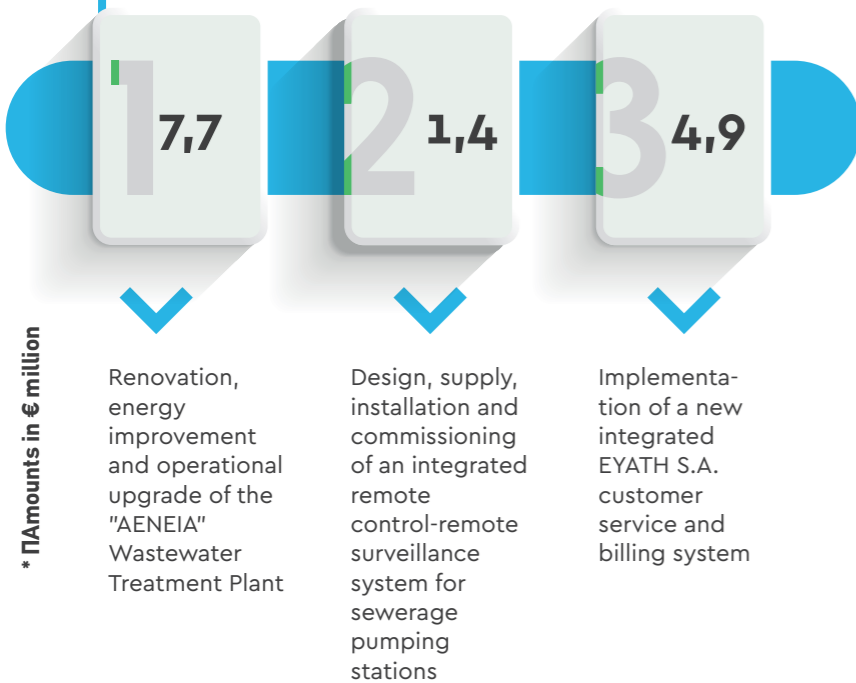 1
7,7
2
1,4
3
4,9
* ΠAmounts in € million
Renovation,
energy
improvement
and operational
upgrade of the
"AENEIA"
Wastewater
Treatment Plant
Design, supply,
installation and
commissioning
of an integrated
remote
control-remote
surveillance
system for
sewerage
pumping
stations
Implementa-
tion of a new
integrated
EYATH S.A.
customer
service and
billing system